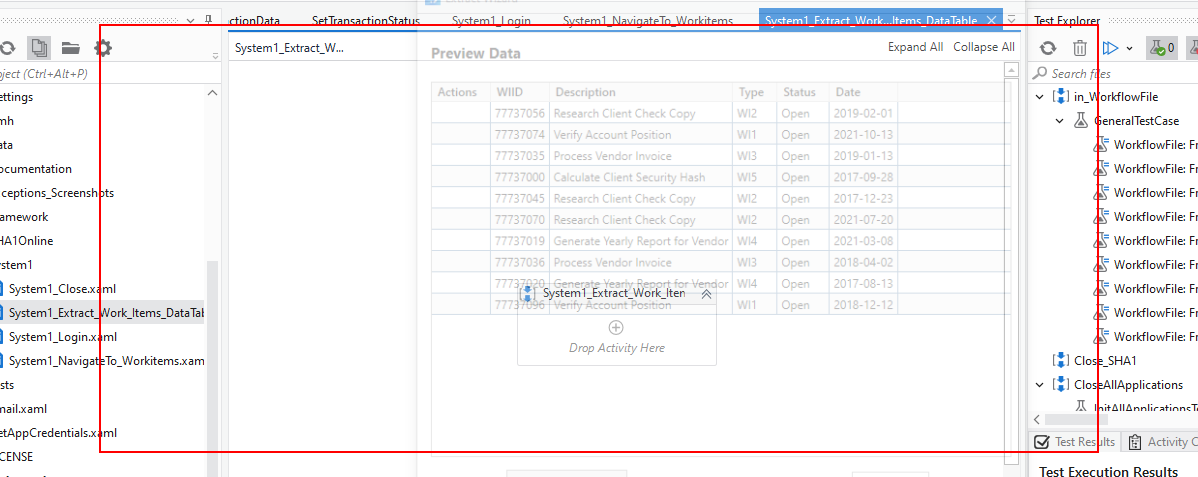 ctionData SetTransactionStatus System1_Login System1_NavigateTo_Workitems System1_Extract_Work...Items_DataTable
Test Explorer
System1_Extract_W...
Expand All Collapse All
Preview Data
0
oject (Ctrl+Alt+P)
Search files
ettings
mh
ata
ocumentation
ceptions_Screenshots
amework
HA1Online
ystem1
System1_Close.xaml
System1_Extract_Work_Items_DataTab
System1_Login.xaml
System1_NavigateTo_Workitems.xam
sts
mail.xaml
etAppCredentials.xaml
CENSE
Actions WIID Description Type Status Date
77737056 Research Client Check Copy WI2 Open 2019-02-01
77737074 Verify Account Position WI1 Open 2021-10-13
77737035 Process Vendor Invoice WI3 Open 2019-01-13
77737000 Calculate Client Security Hash WI5 Open 2017-09-28
77737045 Research Client Check Copy WI2 Open 2017-12-23
77737070 Research Client Check Copy WI2 Open 2021-07-20
77737019 Generate Yearly Report for Vendor WI4 Open 2021-03-08
77737036 Process Vendor Invoice WI3 Open 2018-04-02
77737020 Generate Yearly Report for Vendor WI4 Open 2017-08-13
77737096 Verify Account Position WI1 Open 2018-12-12
System1_Extract_Work_Iten
Drop Activity Here
in_WorkflowFile
GeneralTestCase
WorkflowFile: Fr
WorkflowFile: Fr
WorkflowFile: Fr
WorkflowFile: Fr
WorkflowFile: Fr
WorkflowFile: Fr
WorkflowFile: Fr
WorkflowFile: Fr
WorkflowFile: Fr
Close_SHA1
CloseAllApplications
InitAllApplicationsTe
Test Results Activity C
Test Execution Results